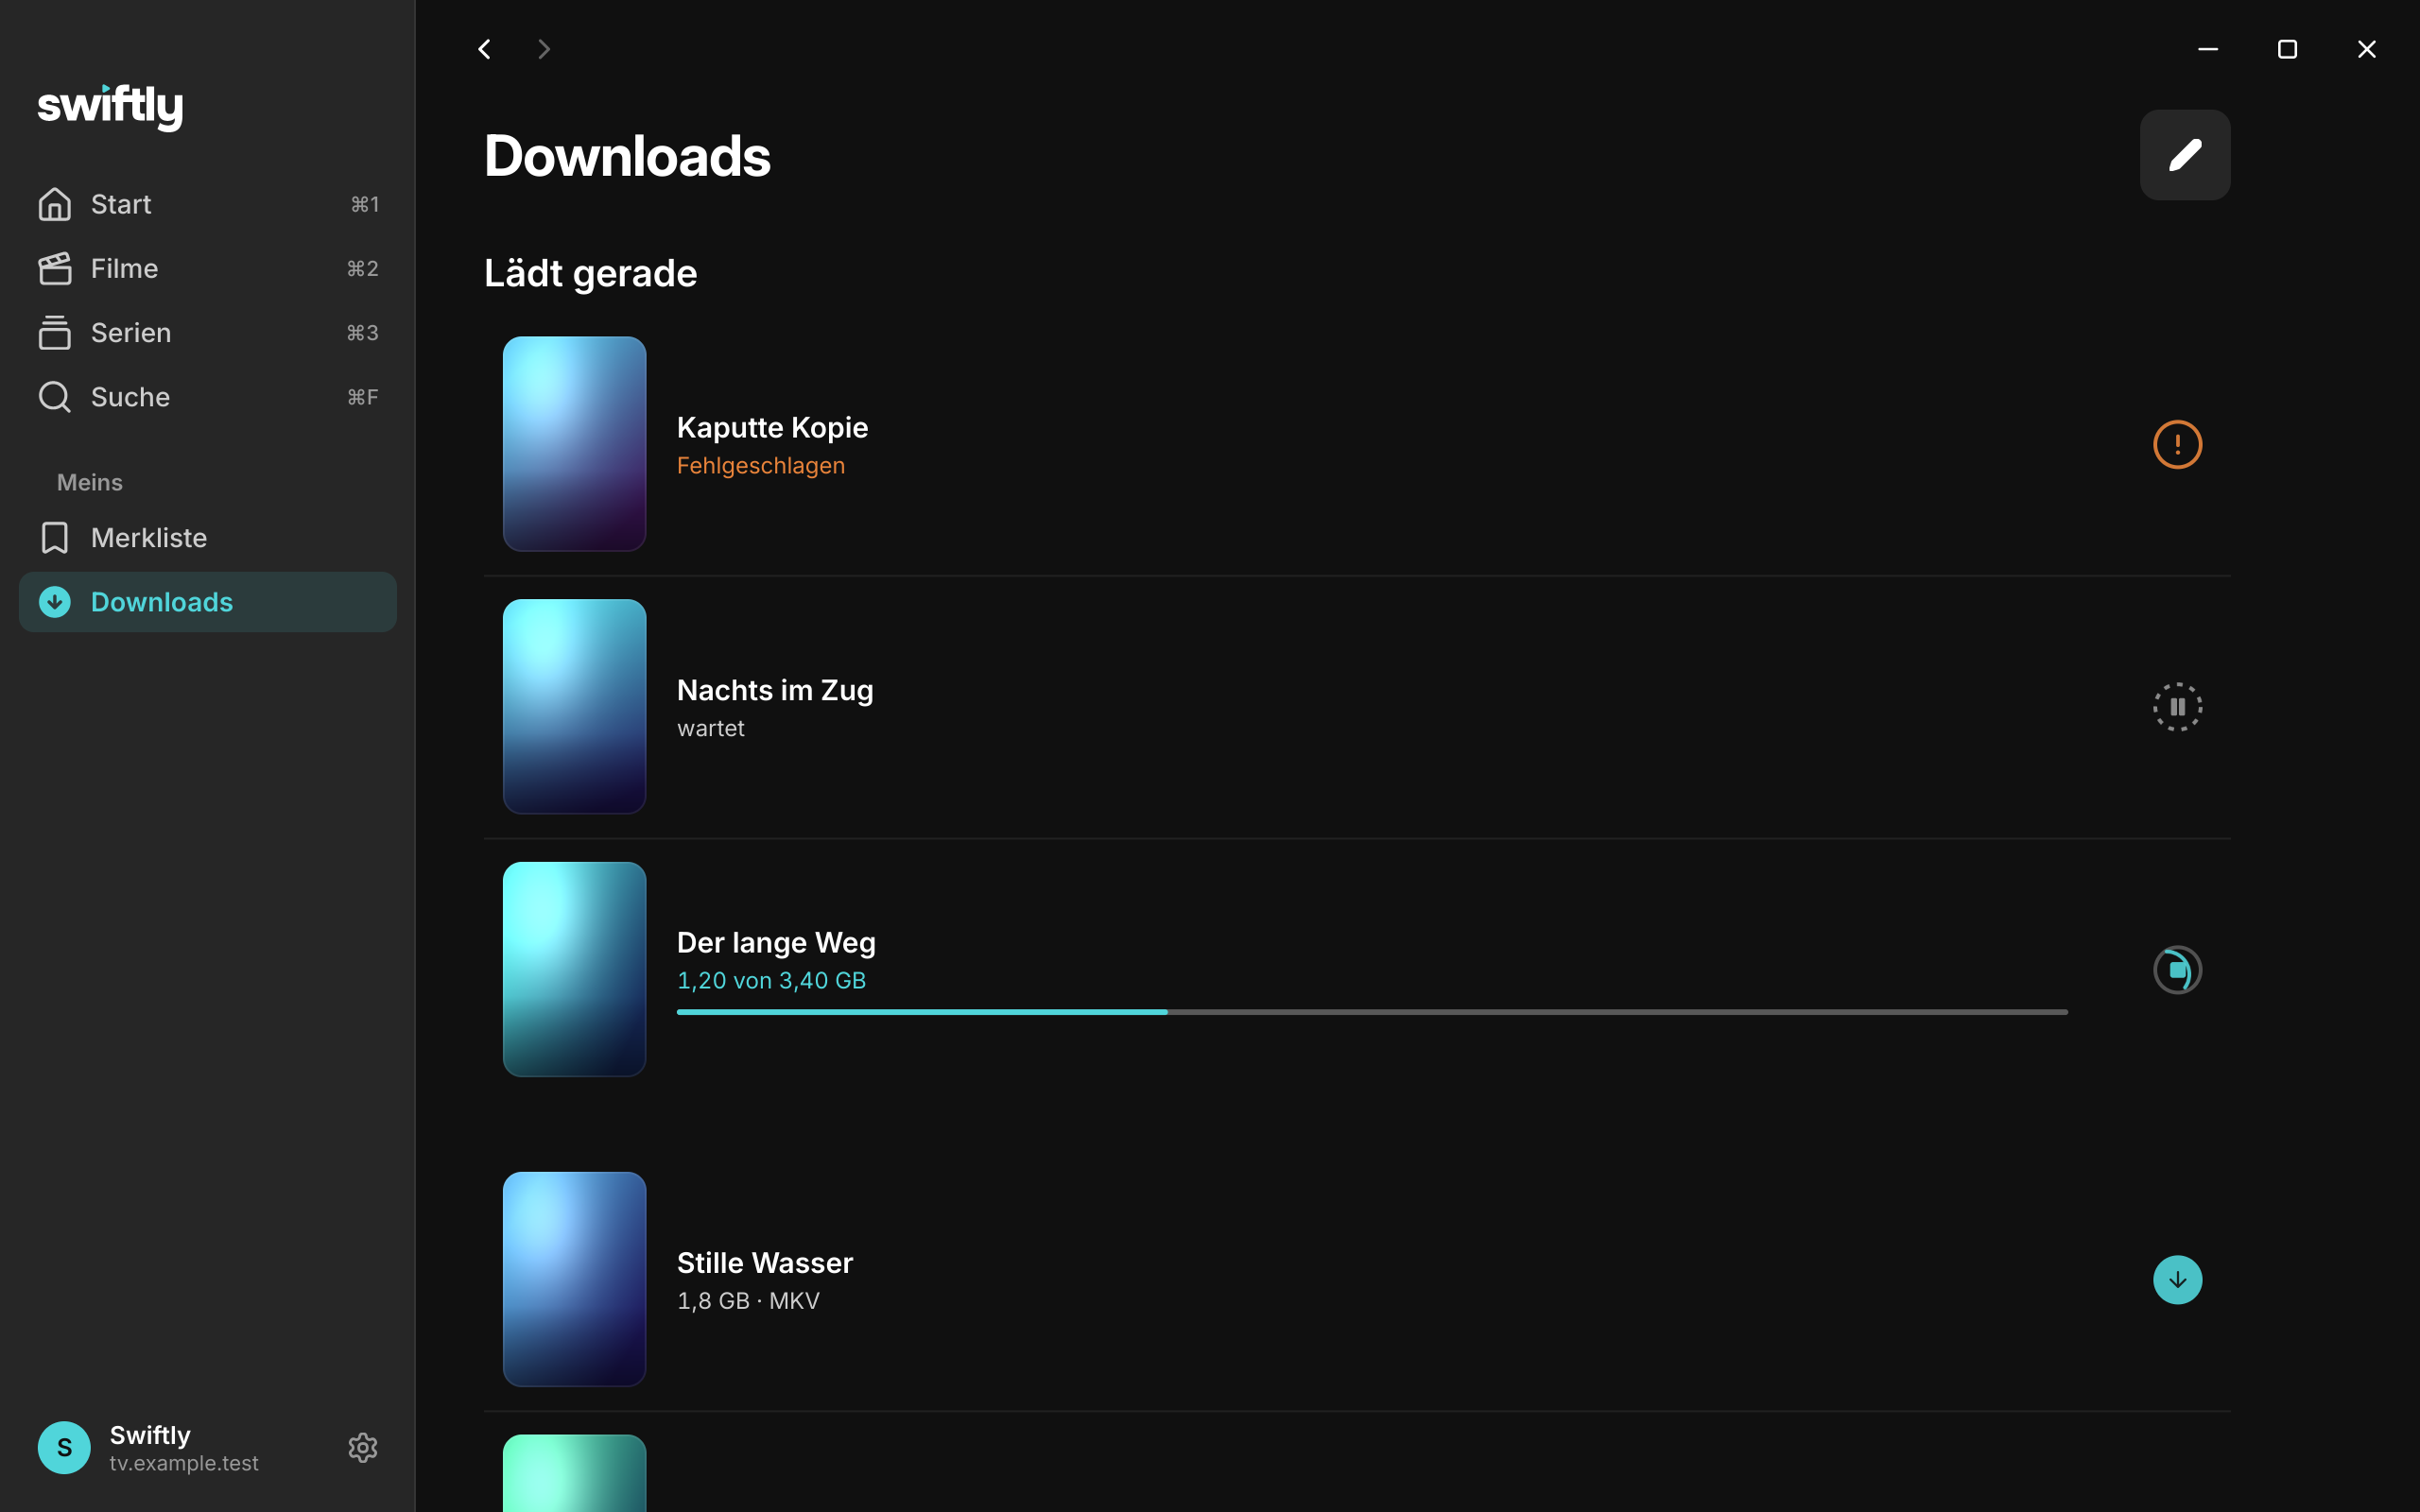 swiftly
Start ⌘1
Filme ⌘2
Serien ⌘3
Suche ⌘F
Meins
Merkliste
Downloads
S
Swiftly
tv.example.test
Downloads
Lädt gerade
Kaputte Kopie
Fehlgeschlagen
Nachts im Zug
wartet
Der lange Weg
1,20 von 3,40 GB
Stille Wasser
1,8 GB · MKV